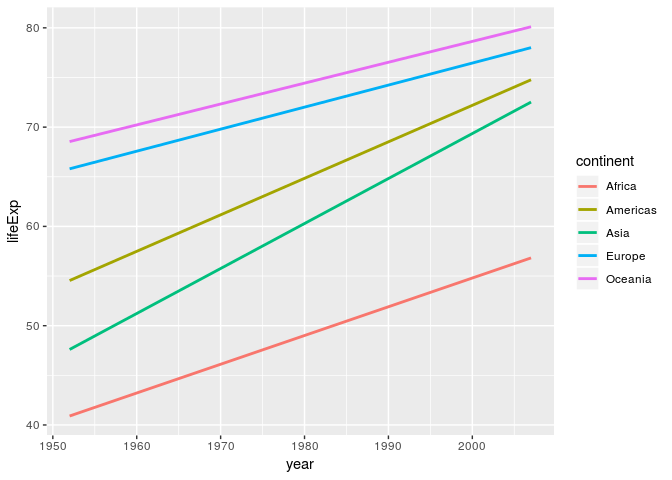 80
70
60
50
40
lifeExp
1950 1960 1970 1980 1990 2000
year
continent
Africa
Americas
Asia
Europe
Oceania